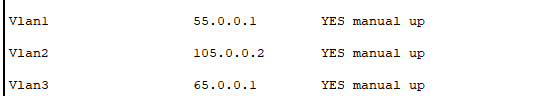 Vlan1 55.0.0.1 YES manual up
Vlan2 105.0.0.2 YES manual up
Vlan3 65.0.0.1 YES manual up